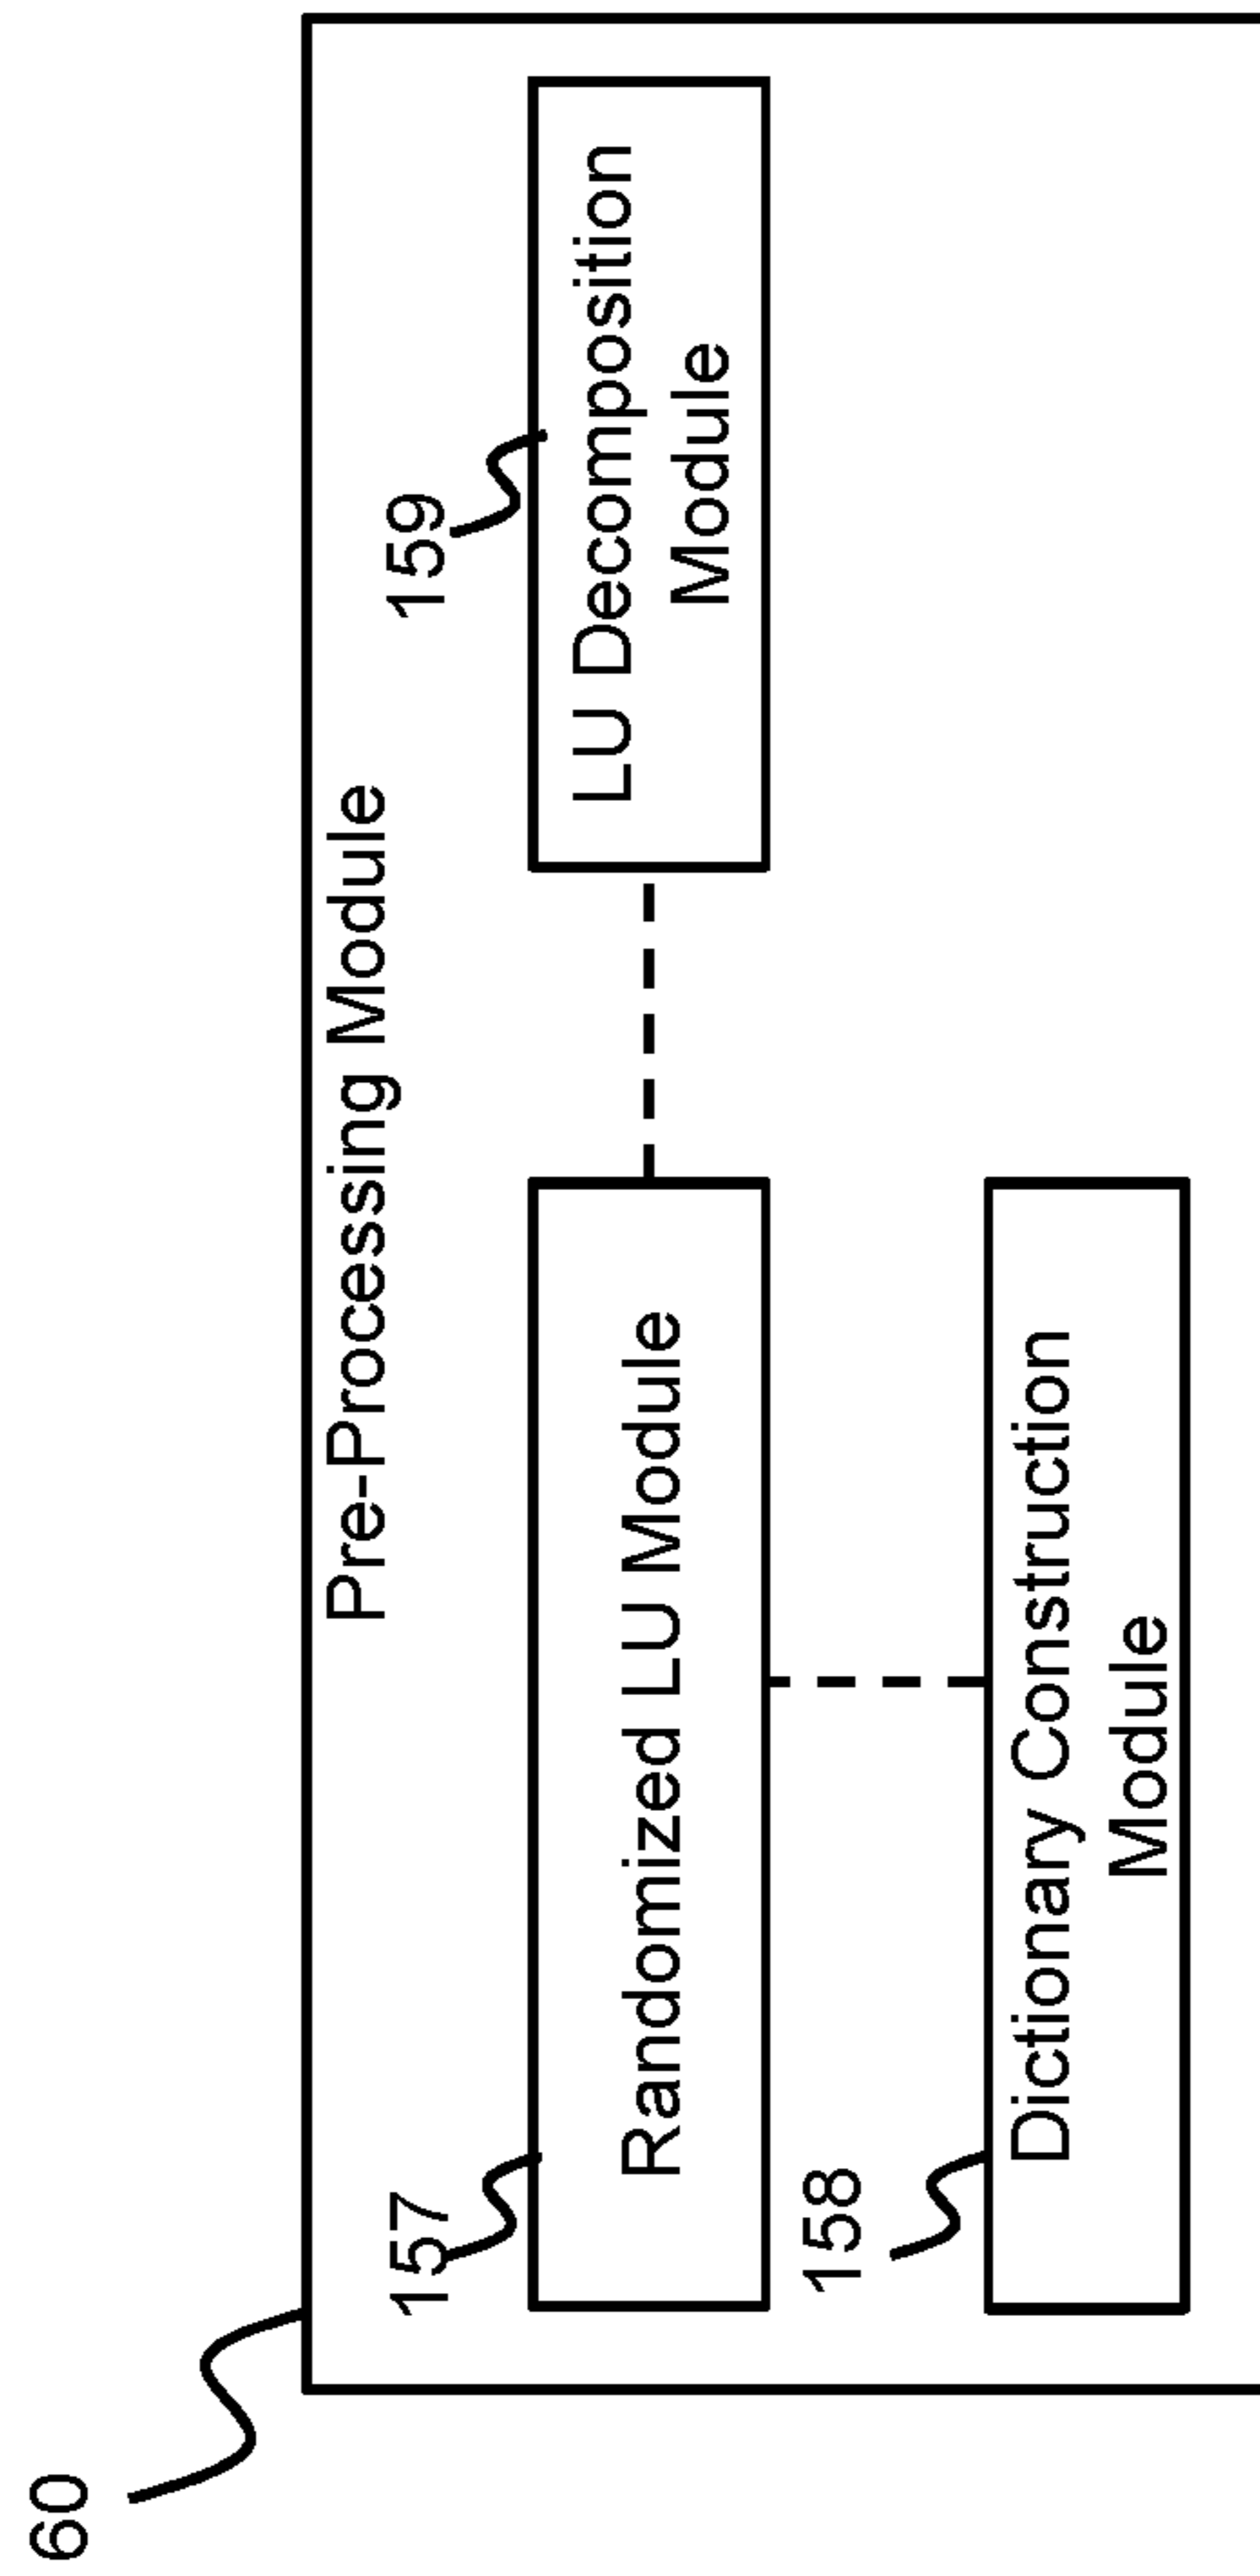 60
Pre-Processing Module
157
Randomized LU Module
159
LU Decomposition
Module
158
Dictionary Construction
Module